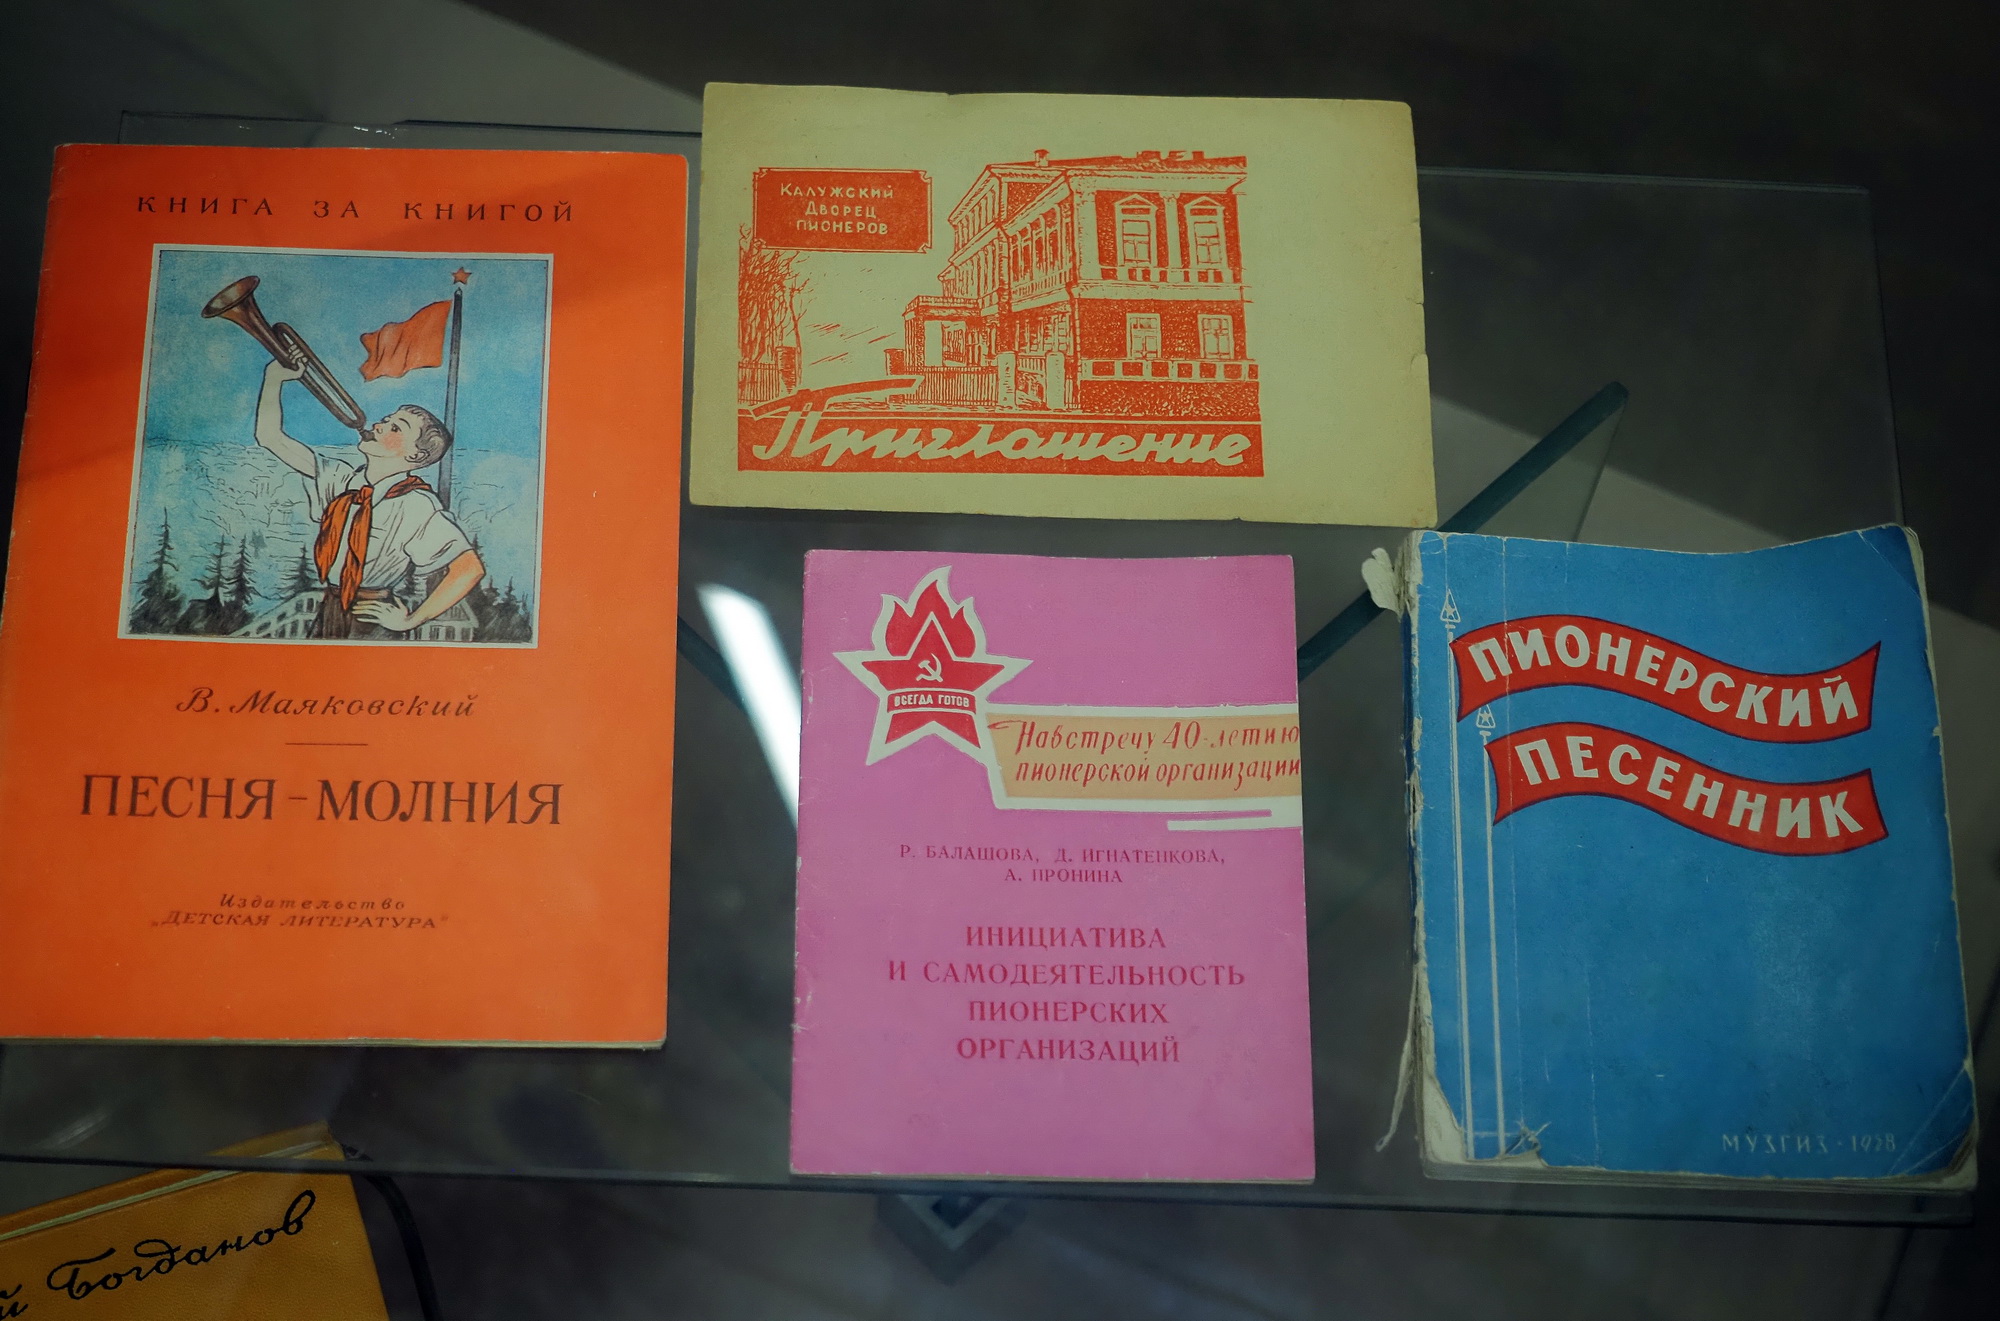 КНИГА ЗА КНИГОЙ
В. Маяковский
ПЕСНЯ-МОЛНИЯ
Издательство
„ДЕТСКАЯ ЛИТЕРАТУРА"
КАЛУЖСКИЙ
ДВОРЕЦ
ПИОНЕРОВ
Приглашение
ВСЕГДА ГОТОВ
Навстречу 40-летию
пионерской организации
Р. БАЛАШОВА, Д. ИГНАТЕНКОВА,
А. ПРОНИНА
ИНИЦИАТИВА
И САМОДЕЯТЕЛЬНОСТЬ
ПИОНЕРСКИХ
ОРГАНИЗАЦИЙ
ПИОНЕРСКИЙ
ПЕСЕННИК
МУЗГИЗ · 1958
й Богданов